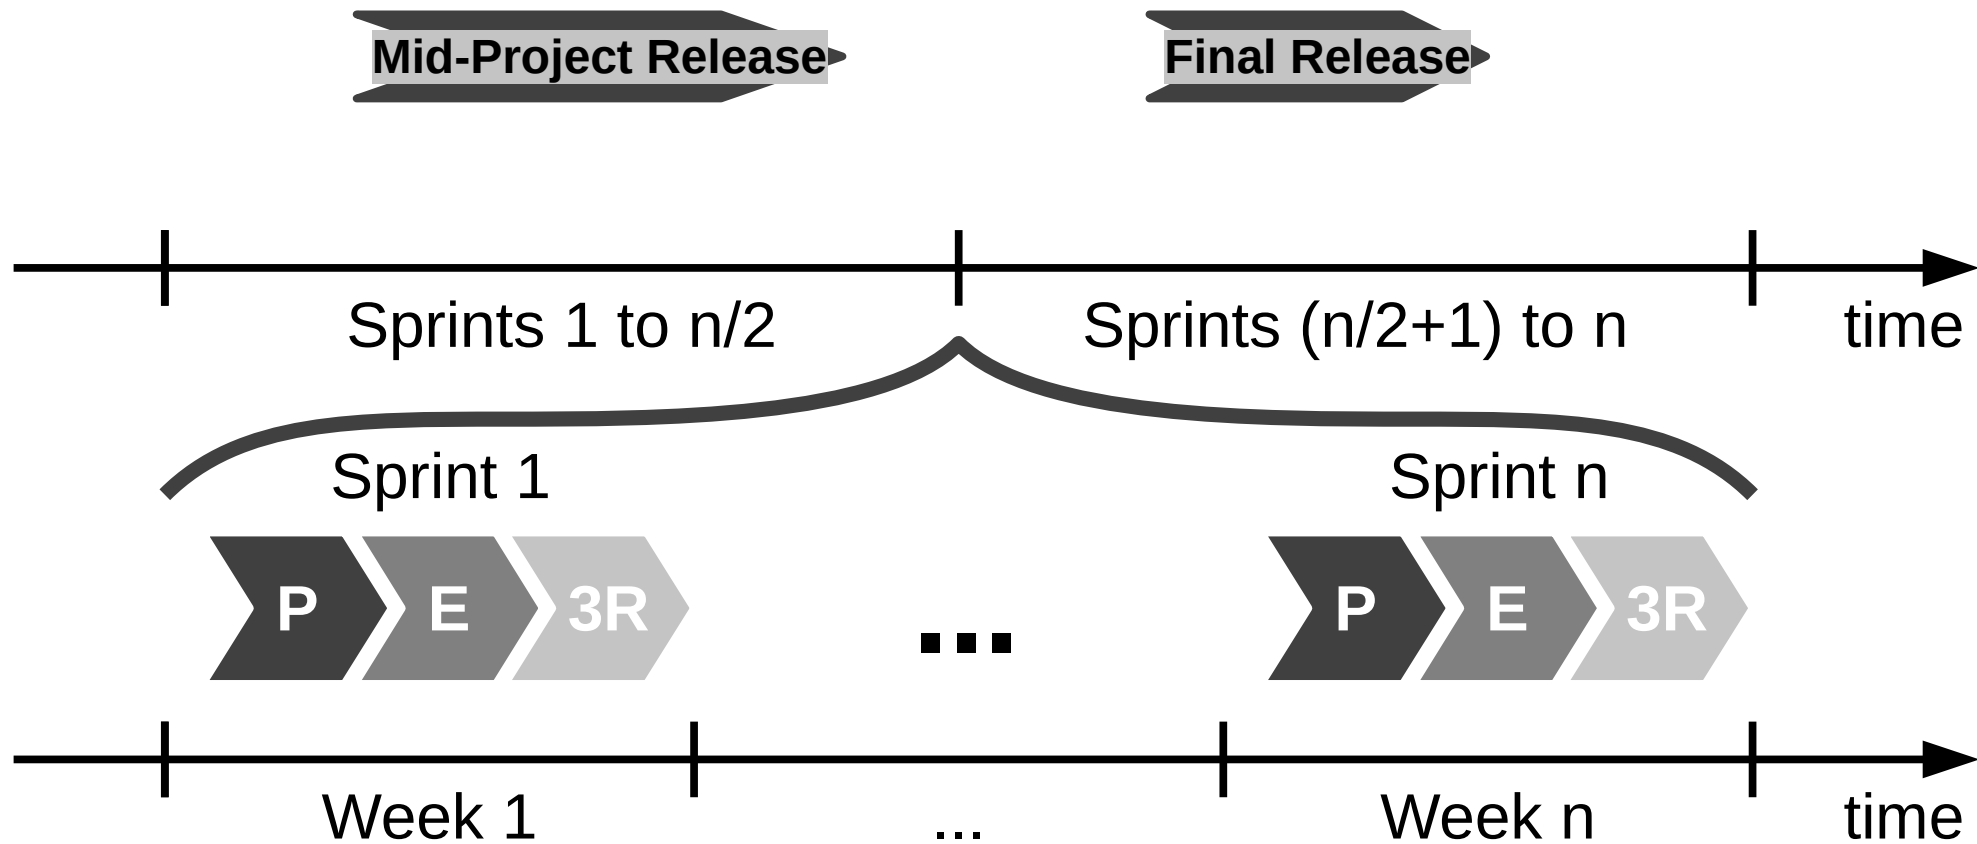 Mid-Project Release
Final Release
Sprints 1 to n/2
Sprints (n/2+1) to n
time
Sprint 1
Sprint n
P
E
3R
...
P
E
3R
Week 1
...
Week n
time